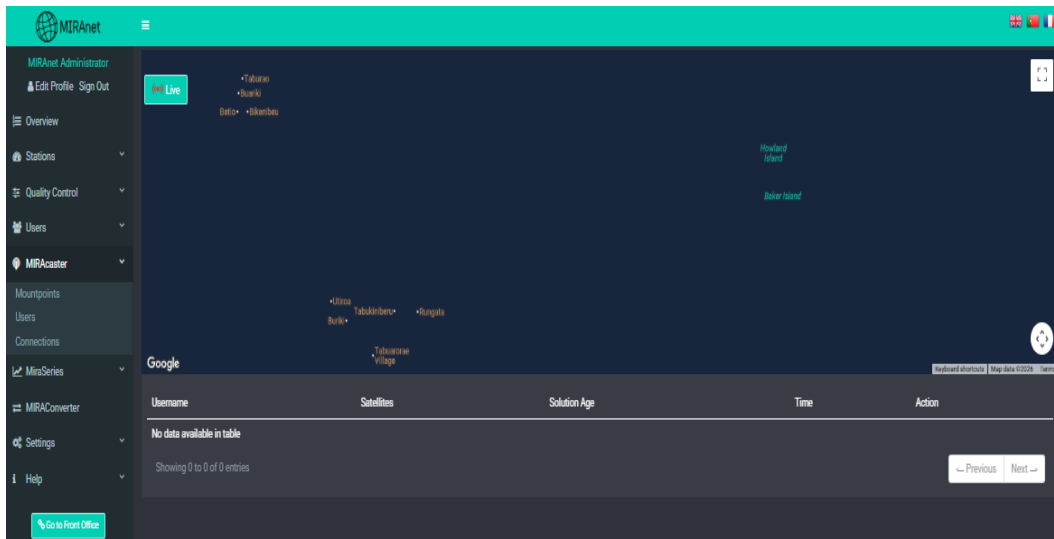 MIRAnet
MIRAnet Administrator
Edit Profile Sign Out
Overview
Stations
Quality Control
Users
MIRAcaster
Mountpoints
Users
Connections
MiraSeries
MIRAConverter
Settings
Help
Go to Front Office
Live
Taburao
Buariki
Betio
Bikenibeu
Howland
Island
Baker Island
Utiroa
Tabukiniberu
Rungata
Buriki
Tabuarorae
Village
Google
Keyboard shortcuts Map data ©2026 Terms
Username Satellites Solution Age Time Action
No data available in table
Showing 0 to 0 of 0 entries
Previous Next